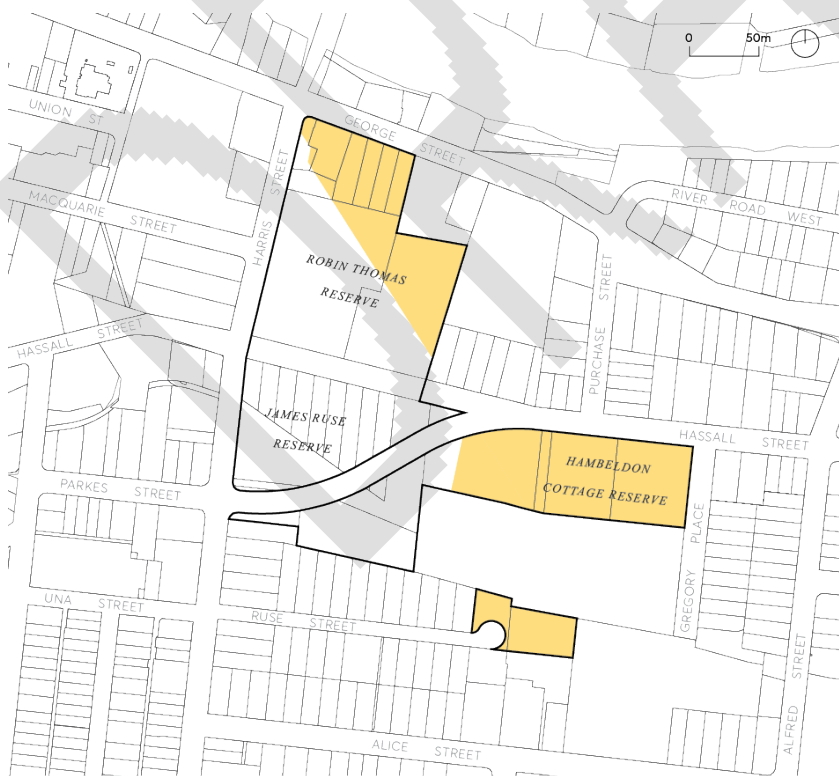 0 50m
UNION ST
GEORGE STREET
HARRIS STREET
MACQUARIE STREET
RIVER ROAD WEST
ROBIN THOMAS
RESERVE
PURCHASE STREET
HASSALL STREET
JAMES RUSE
RESERVE
HASSALL STREET
HAMBELDON
COTTAGE RESERVE
PARKES STREET
GREGORY PLACE
UNA STREET
RUSE STREET
ALFRED STREET
ALICE STREET